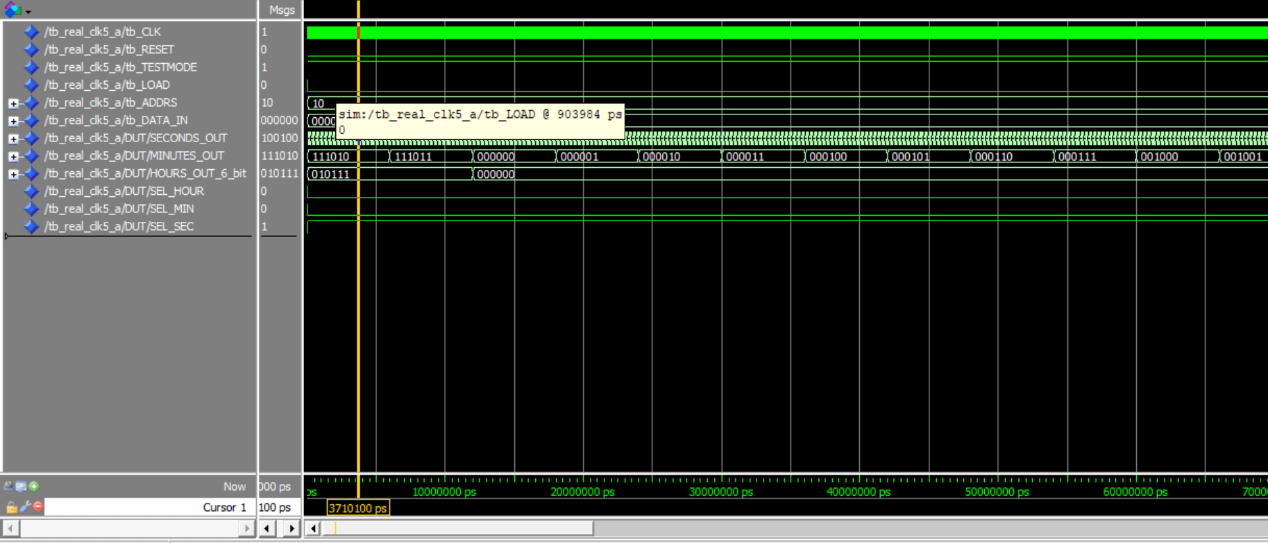 Msgs
/tb_real_clk5_a/tb_CLK 1
/tb_real_clk5_a/tb_RESET 0
/tb_real_clk5_a/tb_TESTMODE 1
/tb_real_clk5_a/tb_LOAD 0
/tb_real_clk5_a/tb_ADDRS 10 10
sim:/tb_real_clk5_a/tb_LOAD @ 903984 ps
/tb_real_clk5_a/tb_DATA_IN 000000 0000
0
/tb_real_clk5_a/DUT/SECONDS_OUT 100100
/tb_real_clk5_a/DUT/MINUTES_OUT 111010 111010 111011 000000 000001 000010 000011 000100 000101 000110 000111 001000 001001
/tb_real_clk5_a/DUT/HOURS_OUT_6_bit 010111 010111 000000
/tb_real_clk5_a/DUT/SEL_HOUR 0
/tb_real_clk5_a/DUT/SEL_MIN 0
/tb_real_clk5_a/DUT/SEL_SEC 1
Now 000 ps ps 10000000 ps 20000000 ps 30000000 ps 40000000 ps 50000000 ps 60000000 ps 7000
Cursor 1 100 ps 3710100 ps